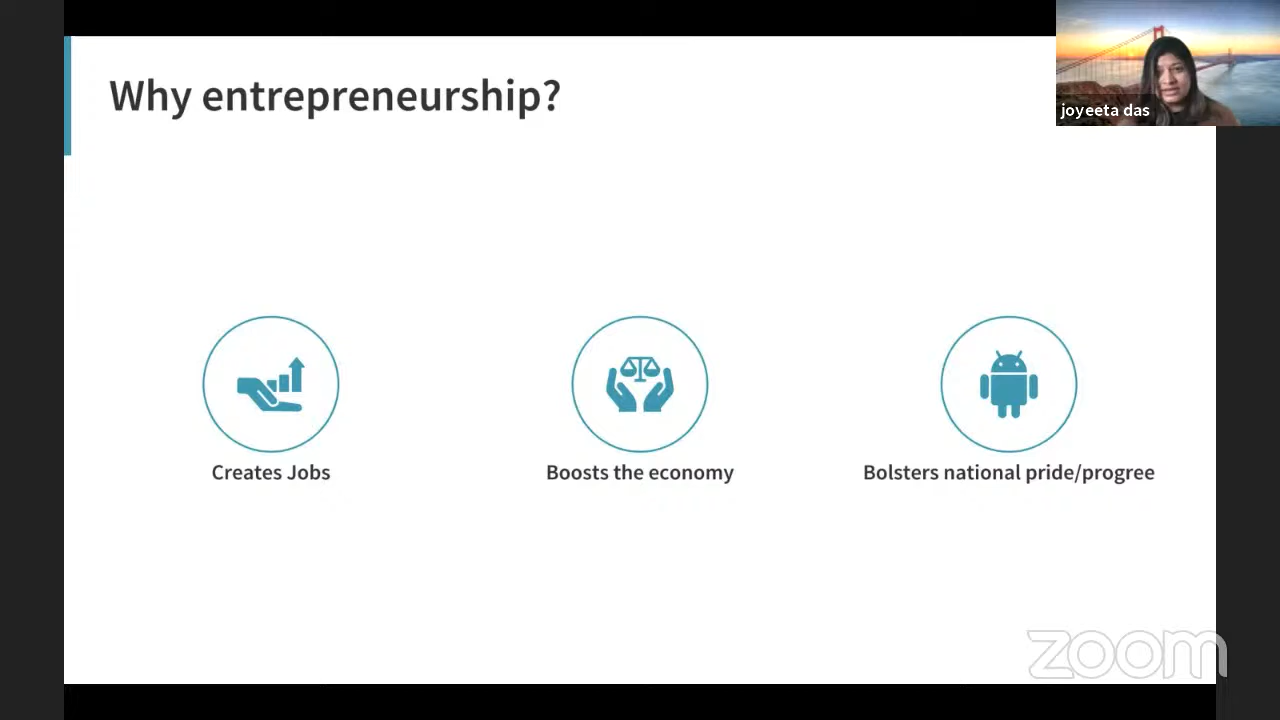 Why entrepreneurship?
joyeeta das
Creates Jobs
Boosts the economy
Bolsters national pride/progree
zoom